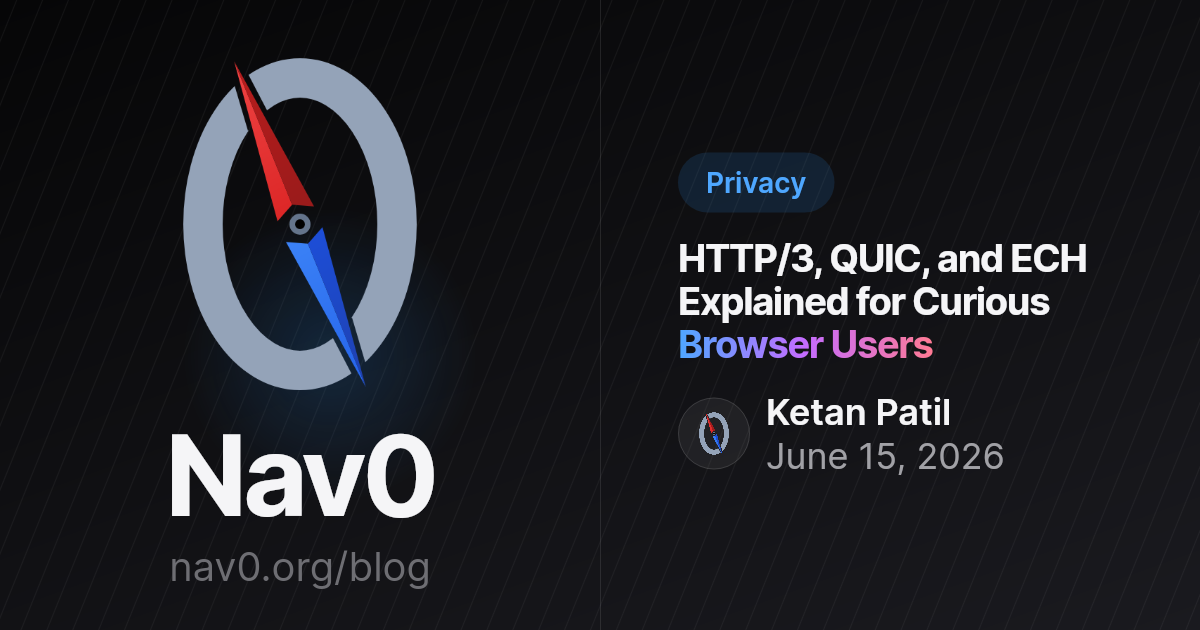 Nav0
nav0.org/blog
Privacy
HTTP/3, QUIC, and ECH
Explained for Curious
Browser Users
Ketan Patil
June 15, 2026